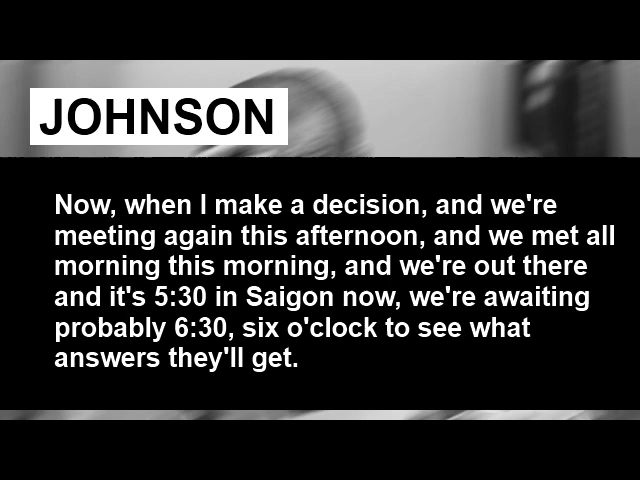 JOHNSON
Now, when I make a decision, and we're
meeting again this afternoon, and we met all
morning this morning, and we're out there
and it's 5:30 in Saigon now, we're awaiting
probably 6:30, six o'clock to see what
answers they'll get.